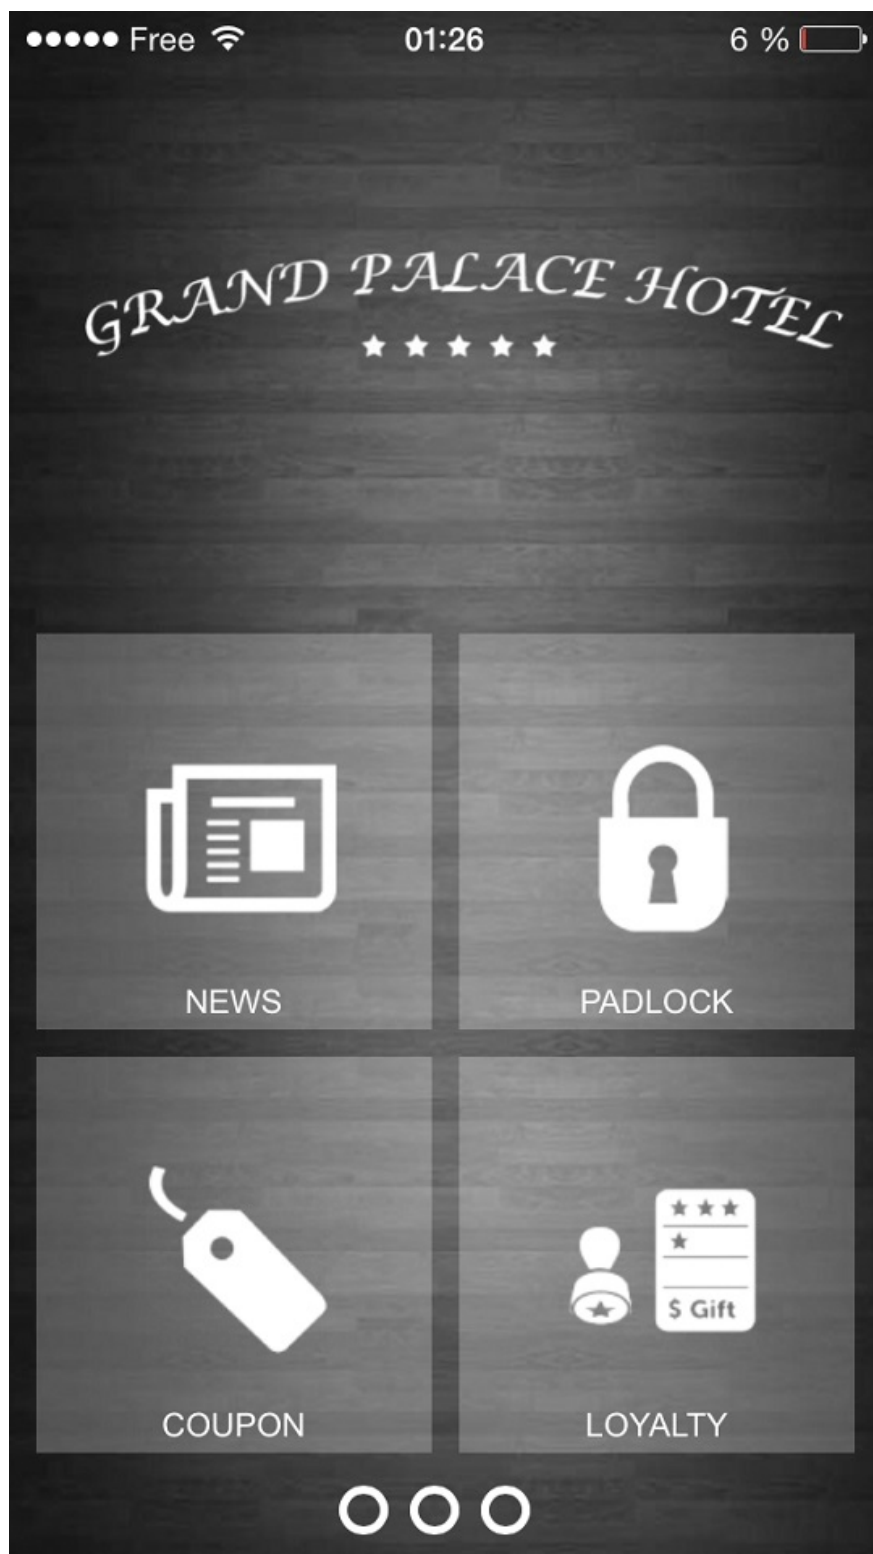 Free 01:26 6 %
GRAND PALACE HOTEL
NEWS PADLOCK
$ Gift
COUPON LOYALTY